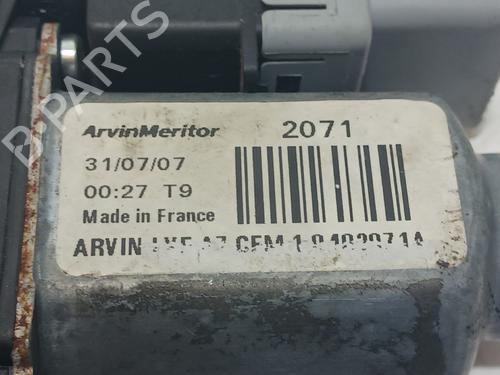 ArvinMeritor 2071
31/07/07
00:27 T9
Made in France
ARVIN
B-PARTS